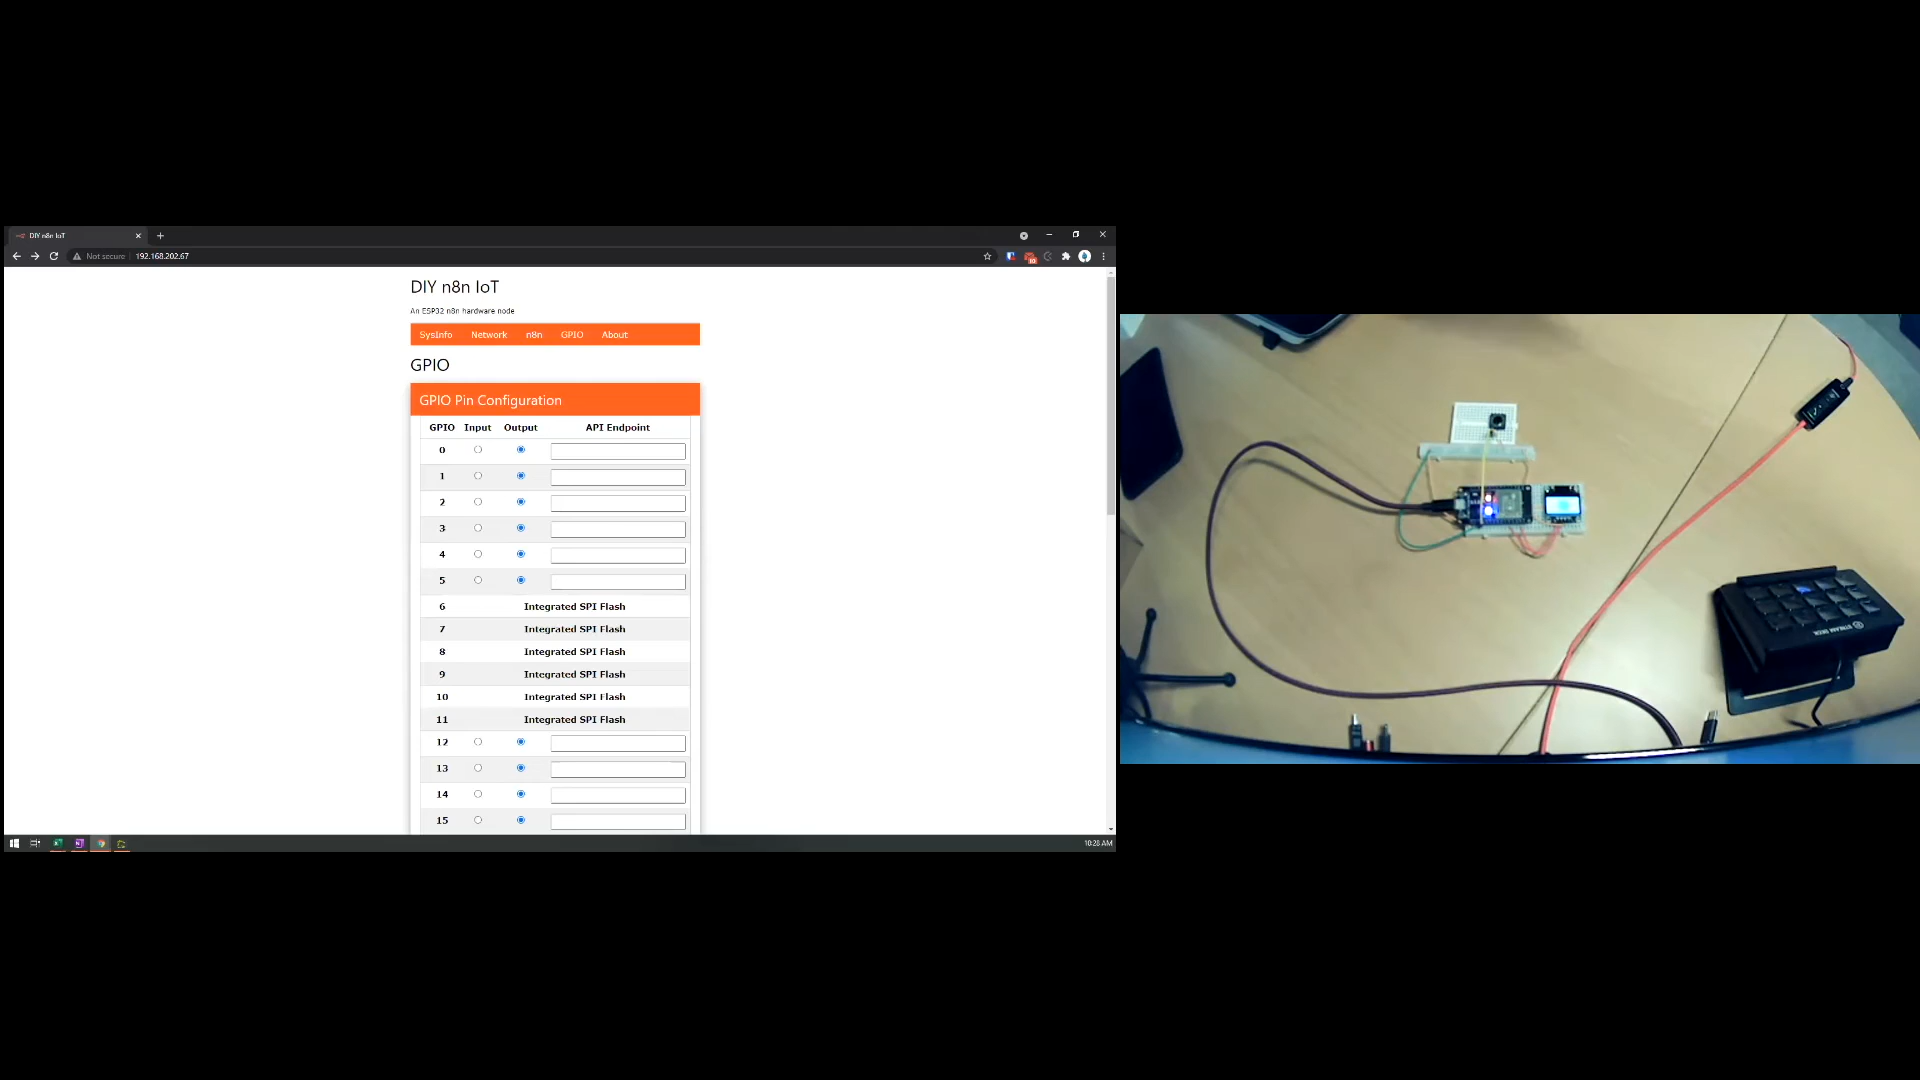 DIY n8n IoT
Not secure
192.168.202.67
DIY n8n IoT
An ESP32 n8n hardware node
SysInfo Network n8n GPIO About
GPIO
GPIO Pin Configuration
GPIO Input Output API Endpoint
0
1
2
3
4
5
6 Integrated SPI Flash
7 Integrated SPI Flash
8 Integrated SPI Flash
9 Integrated SPI Flash
10 Integrated SPI Flash
11 Integrated SPI Flash
12
13
14
15
10:28 AM
STREAM DECK